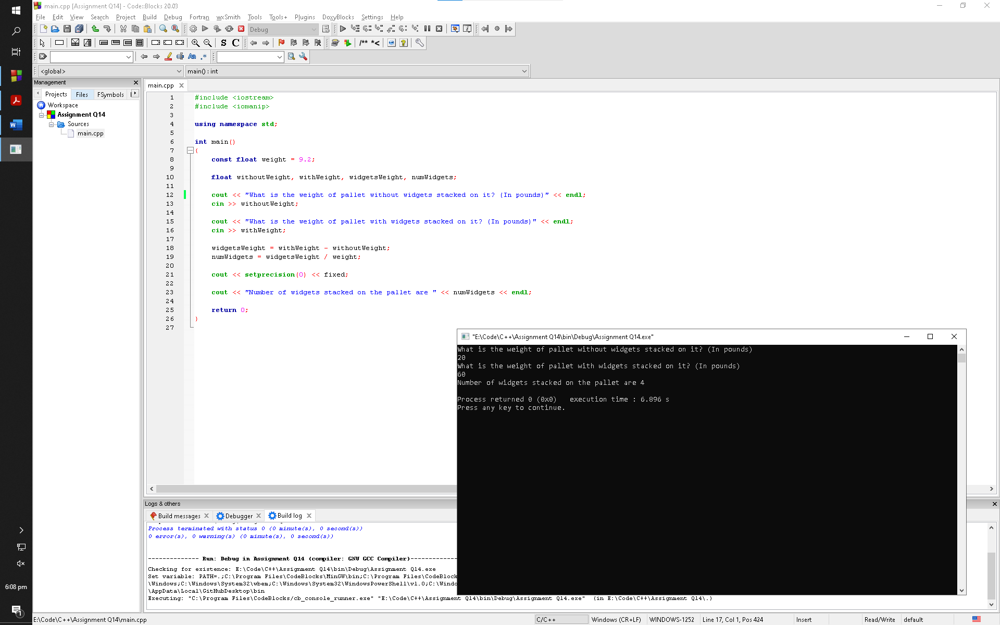 main.cpp [Assignment Q14] - Code::Blocks 20.03
File Edit View Search Project Build Debug Fortran wxSmith Tools Tools+ Plugins DoxyBlocks Settings Help
Debug
S C /** *<
Aa .*
<global> main() : int
Management
Projects Files FSymbols
Workspace
Assignment Q14
Sources
main.cpp
main.cpp
1 #include <iostream>
2 #include <iomanip>
3
4 using namespace std;
5
6 int main()
7 {
8 const float weight = 9.2;
9
10 float withoutWeight, withWeight, widgetsWeight, numWidgets;
11
12 cout << "What is the weight of pallet without widgets stacked on it? (In pounds)" << endl;
13 cin >> withoutWeight;
14
15 cout << "What is the weight of pallet with widgets stacked on it? (In pounds)" << endl;
16 cin >> withWeight;
17
18 widgetsWeight = withWeight - withoutWeight;
19 numWidgets = widgetsWeight / weight;
20
21 cout << setprecision(0) << fixed;
22
23 cout << "Number of widgets stacked on the pallet are " << numWidgets << endl;
24
25 return 0;
26 }
27
"E:\Code\C++\Assignment Q14\bin\Debug\Assignment Q14.exe"
What is the weight of pallet without widgets stacked on it? (In pounds)
20
What is the weight of pallet with widgets stacked on it? (In pounds)
60
Number of widgets stacked on the pallet are 4
Process returned 0 (0x0) execution time : 6.896 s
Press any key to continue.
Logs & others
Build messages Debugger Build log
Process terminated with status 0 (0 minute(s), 0 second(s))
0 error(s), 0 warning(s) (0 minute(s), 0 second(s))
-------------- Run: Debug in Assignment Q14 (compiler: GNU GCC Compiler)---------------
Checking for existence: E:\Code\C++\Assignment Q14\bin\Debug\Assignment Q14.exe
Set variable: PATH=.;C:\Program Files\CodeBlocks\MinGW\bin;C:\Program Files\CodeBlock
\Windows;C:\Windows\System32\wbem;C:\Windows\System32\WindowsPowerShell\v1.0;C:\Windo
\AppData\Local\GitHubDesktop\bin
Executing: "C:\Program Files\CodeBlocks/cb_console_runner.exe" "E:\Code\C++\Assignment Q14\bin\Debug\Assignment Q14.exe" (in E:\Code\C++\Assignment Q14\.)
6:08 pm
1
E:\Code\C++\Assignment Q14\main.cpp C/C++ Windows (CR+LF) WINDOWS-1252 Line 17, Col 1, Pos 424 Insert Read/Write default